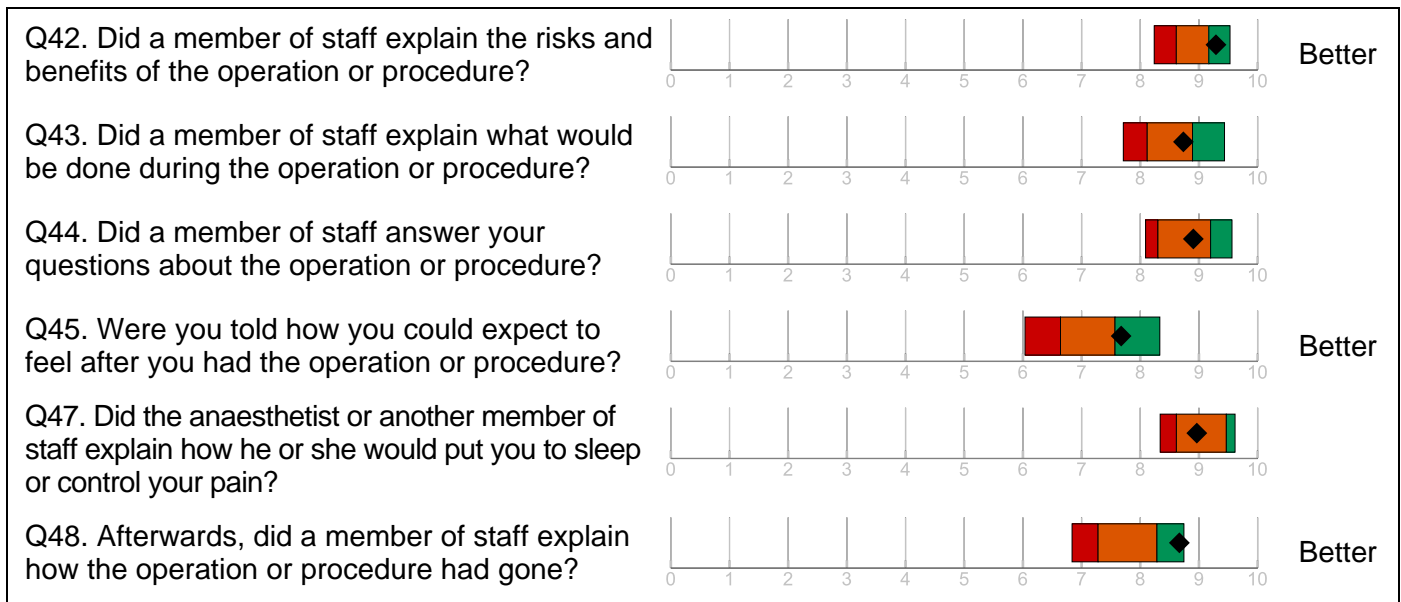 Q42. Did a member of staff explain the risks and
benefits of the operation or procedure?
0 1 2 3 4 5 6 7 8 9 10
Better
Q43. Did a member of staff explain what would
be done during the operation or procedure?
0 1 2 3 4 5 6 7 8 9 10
Q44. Did a member of staff answer your
questions about the operation or procedure?
0 1 2 3 4 5 6 7 8 9 10
Q45. Were you told how you could expect to
feel after you had the operation or procedure?
0 1 2 3 4 5 6 7 8 9 10
Better
Q47. Did the anaesthetist or another member of
staff explain how he or she would put you to sleep
or control your pain?
0 1 2 3 4 5 6 7 8 9 10
Q48. Afterwards, did a member of staff explain
how the operation or procedure had gone?
0 1 2 3 4 5 6 7 8 9 10
Better